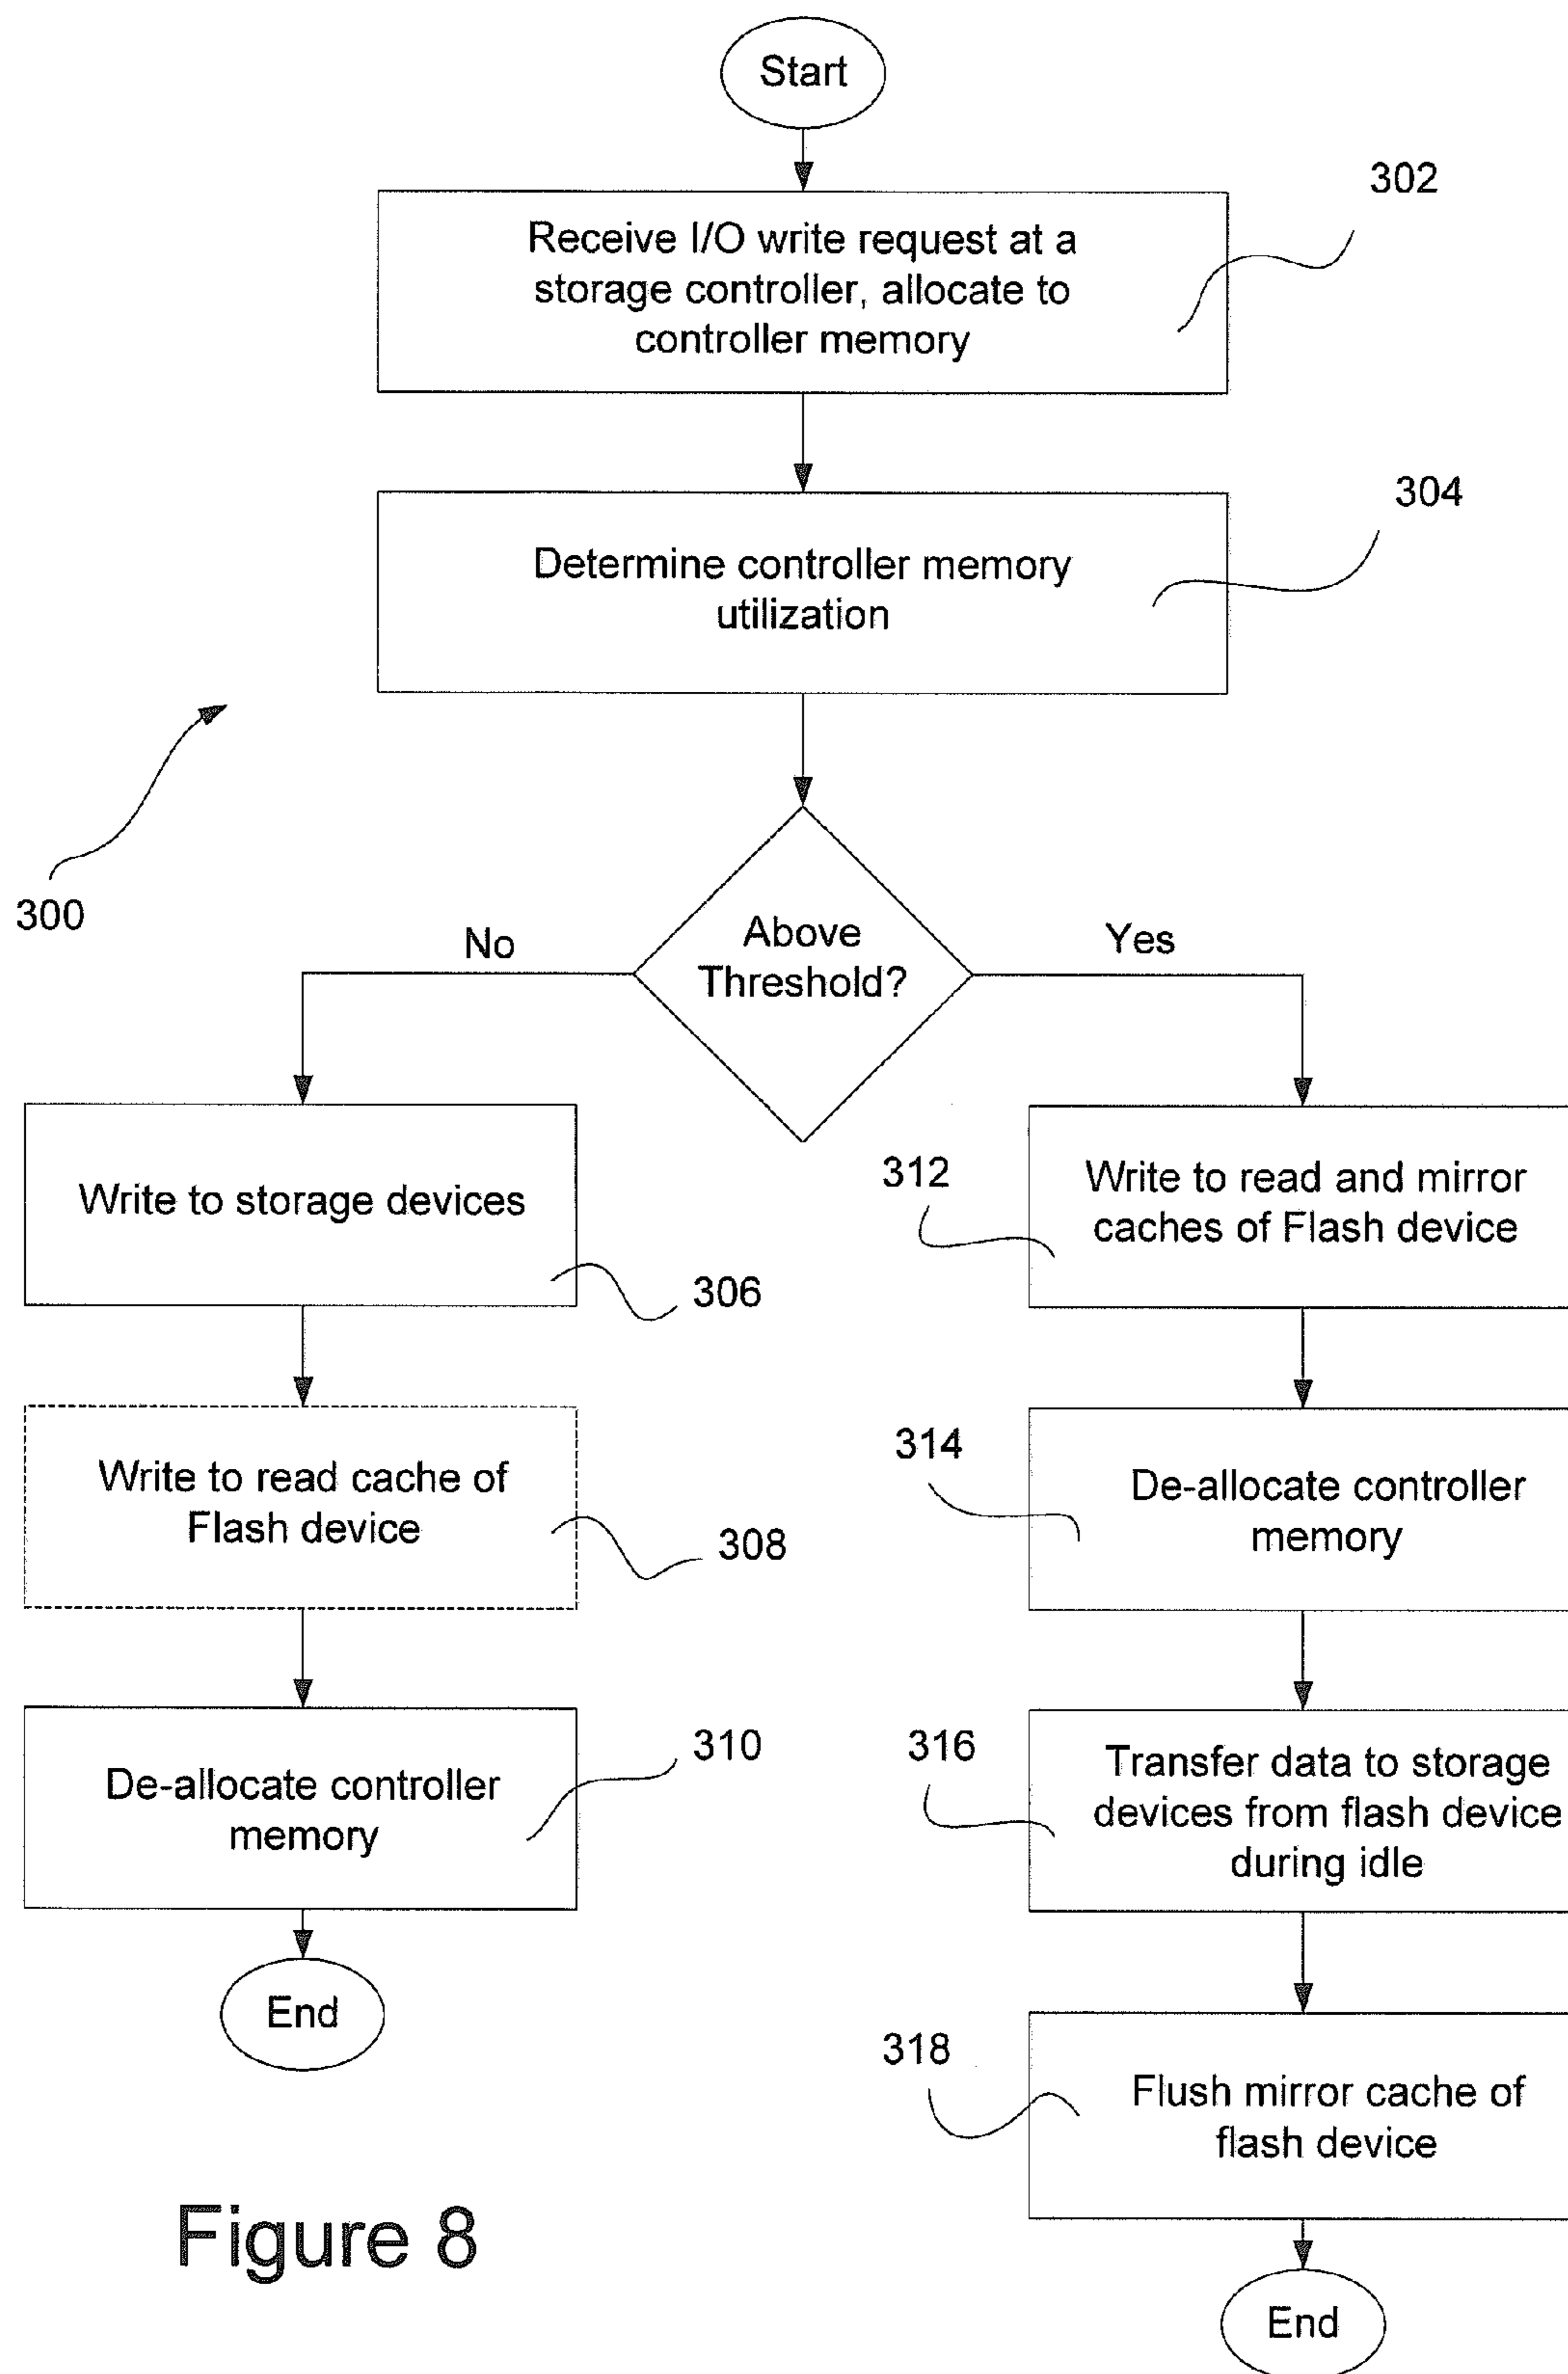 Start
302
Receive I/O write request at a
storage controller, allocate to
controller memory
304
Determine controller memory
utilization
300
No
Above
Threshold?
Yes
Write to storage devices
306
312
Write to read and mirror
caches of Flash device
Write to read cache of
Flash device
308
314
De-allocate controller
memory
De-allocate controller
memory
310
316
Transfer data to storage
devices from flash device
during idle
End
318
Flush mirror cache of
flash device
Figure 8
End